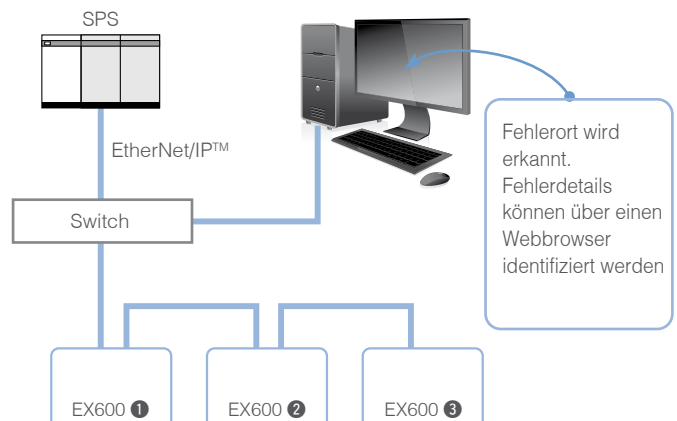 SPS
EtherNet/IP™
Switch
Fehlerort wird
erkannt.
Fehlerdetails
können über einen
Webbrowser
identifiziert werden
EX600 ❶
EX600 ❷
EX600 ❸